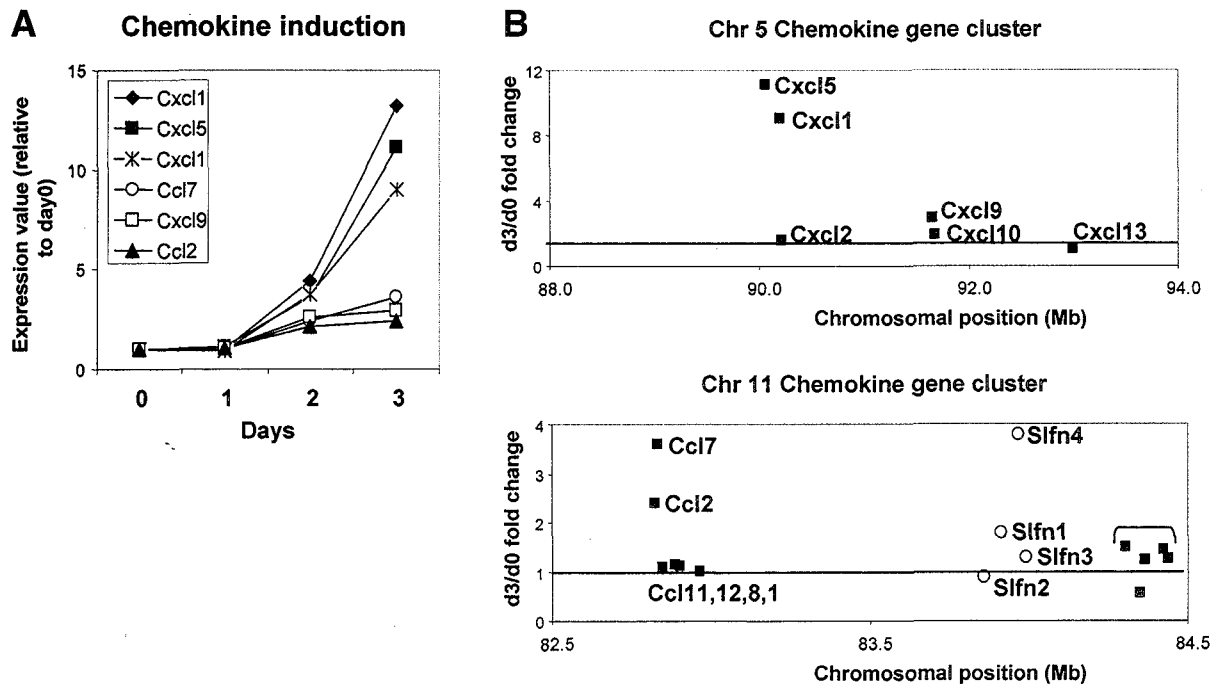 A
Chemokine induction
Expression value (relative
to day0)
15
10
5
0
Cxcl1
Cxcl5
Cxcl1
Ccl7
Cxcl9
Ccl2
0 1 2 3
Days
B
Chr 5 Chemokine gene cluster
d3/d0 fold change
12
8
4
0
Cxcl5
Cxcl1
Cxcl9
Cxcl2
Cxcl10
Cxcl13
88.0 90.0 92.0 94.0
Chromosomal position (Mb)
Chr 11 Chemokine gene cluster
d3/d0 fold change
4
3
2
1
0
Slfn4
Ccl7
Ccl2
Slfn1
Slfn3
Slfn2
Ccl11,12,8,1
82.5 83.5 84.5
Chromosomal position (Mb)